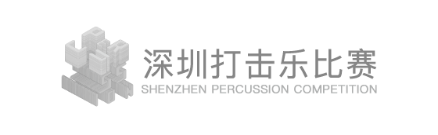 深圳打击乐比赛
SHENZHEN PERCUSSION COMPETITION